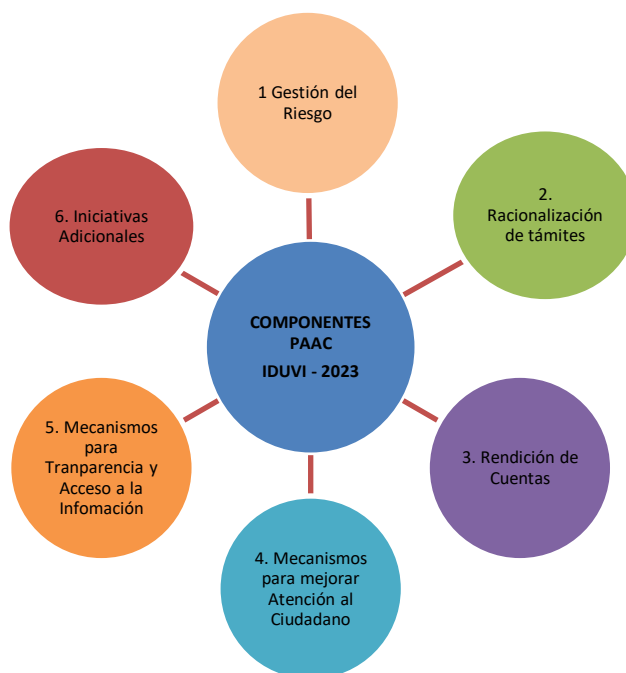 1 Gestión del
Riesgo
2.
Racionalización
de támites
6. Iniciativas
Adicionales
COMPONENTES
PAAC
IDUVI - 2023
5. Mecanismos
para
Tranparencia y
Acceso a la
Infomación
3. Rendición de
Cuentas
4. Mecanismos
para mejorar
Atención al
Ciudadano